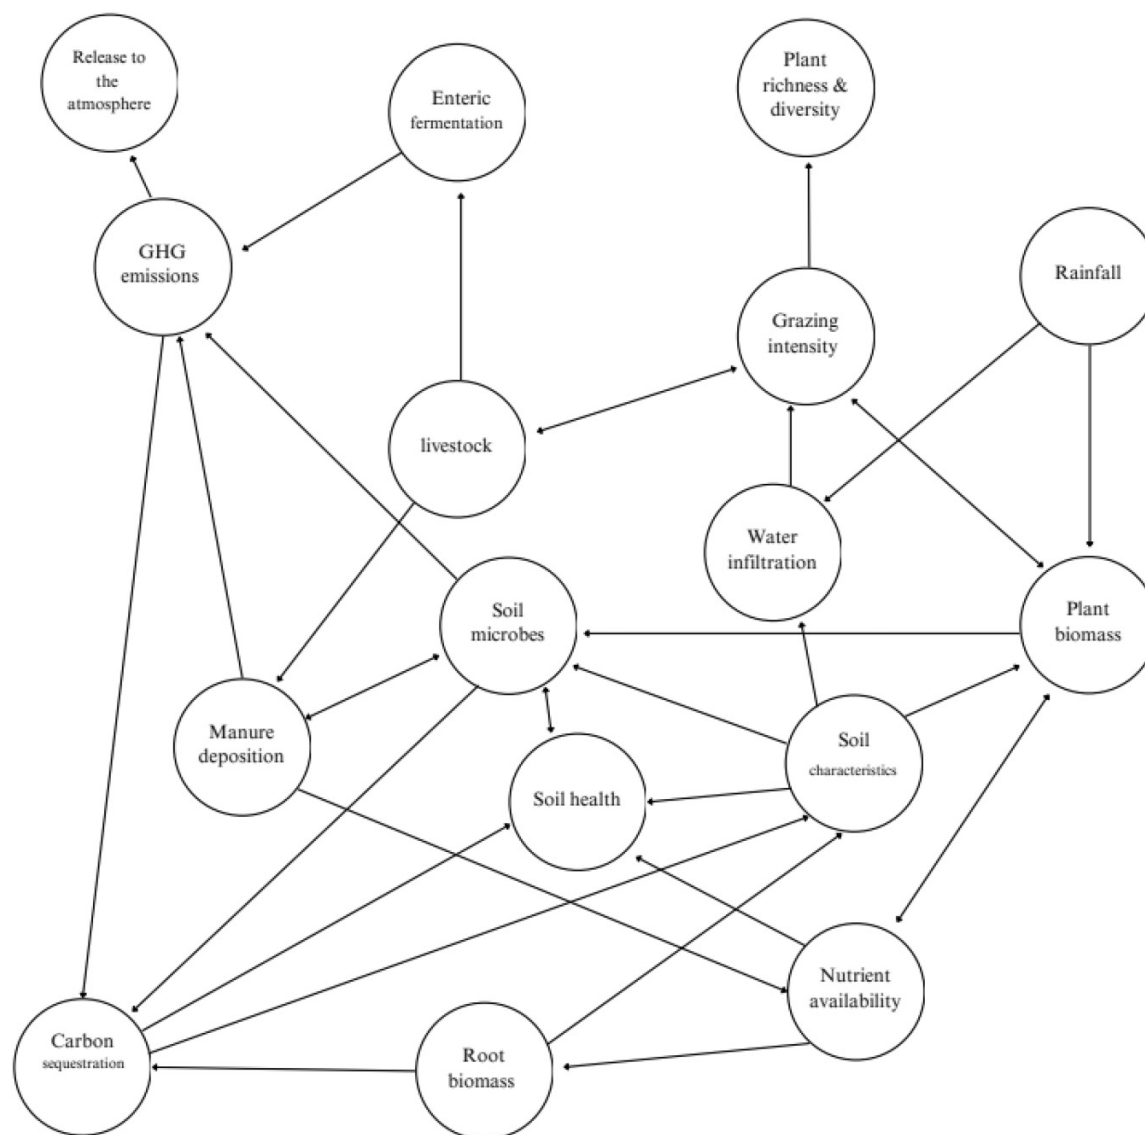 Release to
the
atmosphere
Enteric
fermentation
Plant
richness &
diversity
GHG
emissions
Rainfall
Grazing
intensity
livestock
Water
infiltration
Soil
microbes
Plant
biomass
Manure
deposition
Soil
characteristics
Soil health
Nutrient
availability
Carbon
sequestration
Root
biomass